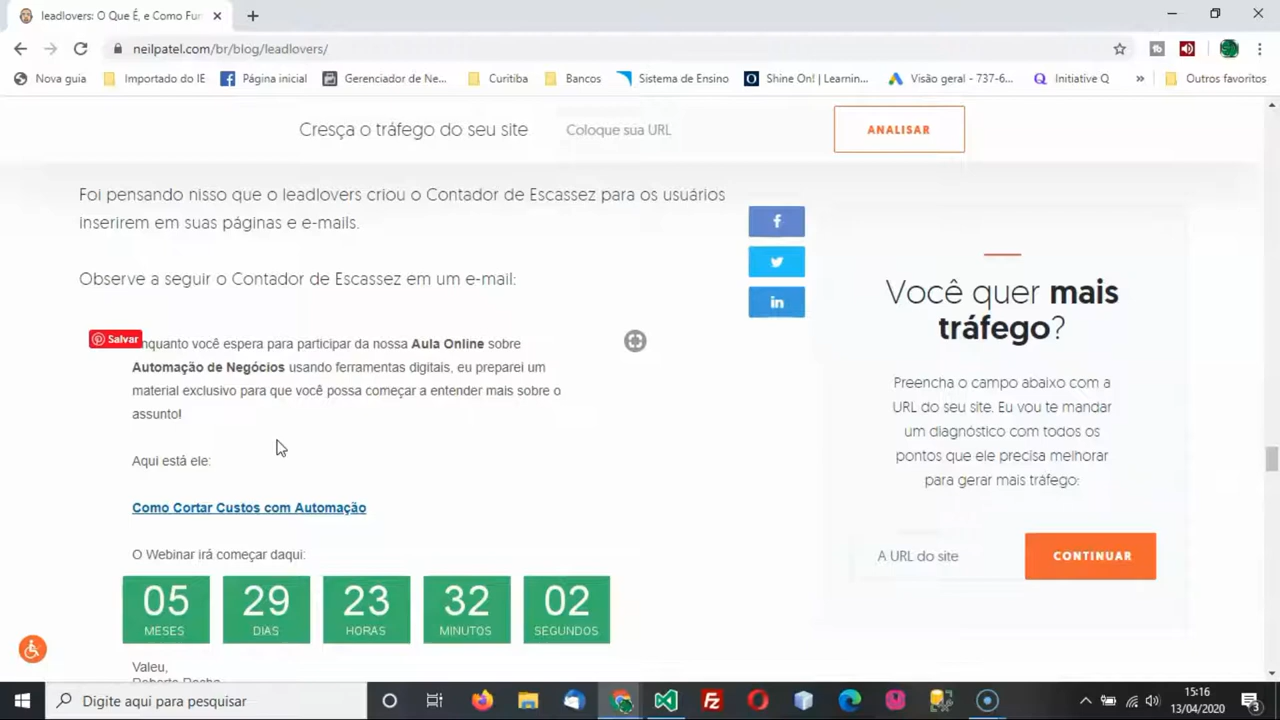 leadlovers: O Que É, e Como Fur
neilpatel.com/br/blog/leadlovers/
Nova guia
Importado do IE
Página inicial
Gerenciador de Ne...
Curitiba
Bancos
Sistema de Ensino
Shine On! | Learnin...
Visão geral - 737-6...
Initiative Q
»
Outros favoritos
Cresça o tráfego do seu site
Coloque sua URL
ANALISAR
Foi pensando nisso que o leadlovers criou o Contador de Escassez para os usuários
inserirem em suas páginas e e-mails.
Observe a seguir o Contador de Escassez em um e-mail:
Salvar
nquanto você espera para participar da nossa Aula Online sobre
Automação de Negócios usando ferramentas digitais, eu preparei um
material exclusivo para que você possa começar a entender mais sobre o
assunto!
Aqui está ele:
Como Cortar Custos com Automação
O Webinar irá começar daqui:
05 29 23 32 02
MESES DIAS HORAS MINUTOS SEGUNDOS
Valeu,
Roberto Rocha
Você quer mais
tráfego?
Preencha o campo abaixo com a
URL do seu site. Eu vou te mandar
um diagnóstico com todos os
pontos que ele precisa melhorar
para gerar mais tráfego:
A URL do site
CONTINUAR
Digite aqui para pesquisar
15:16
13/04/2020
3